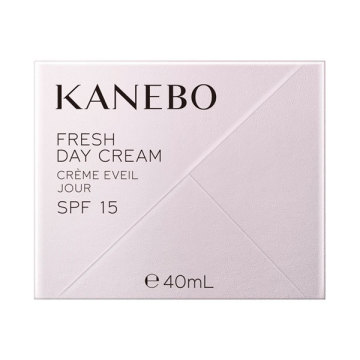 KANEBO
FRESH
DAY CREAM
CRÈME EVEIL
JOUR
SPF 15
℮ 40mL